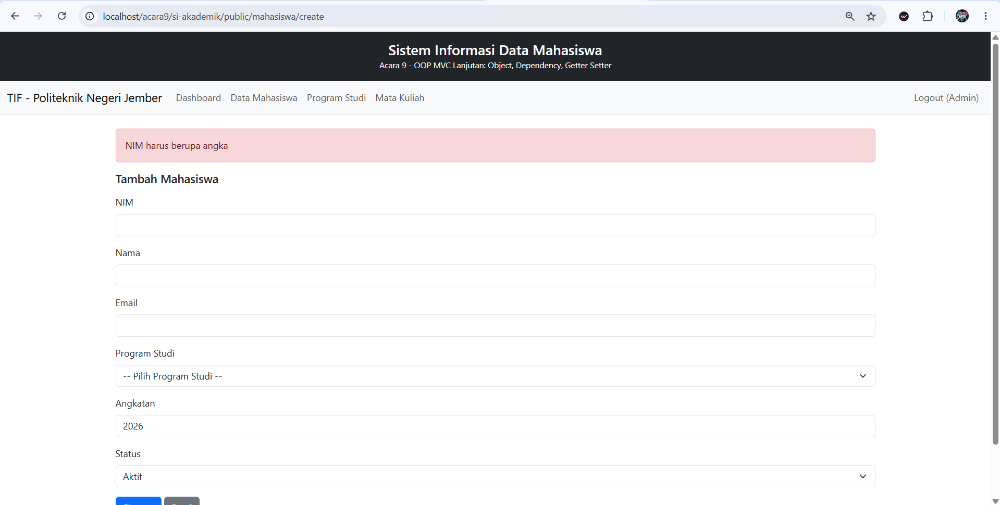 localhost/acara9/si-akademik/public/mahasiswa/create
Sistem Informasi Data Mahasiswa
Acara 9 - OOP MVC Lanjutan: Object, Dependency, Getter Setter
TIF - Politeknik Negeri Jember Dashboard Data Mahasiswa Program Studi Mata Kuliah Logout (Admin)
NIM harus berupa angka
Tambah Mahasiswa
NIM
Nama
Email
Program Studi
-- Pilih Program Studi --
Angkatan
2026
Status
Aktif